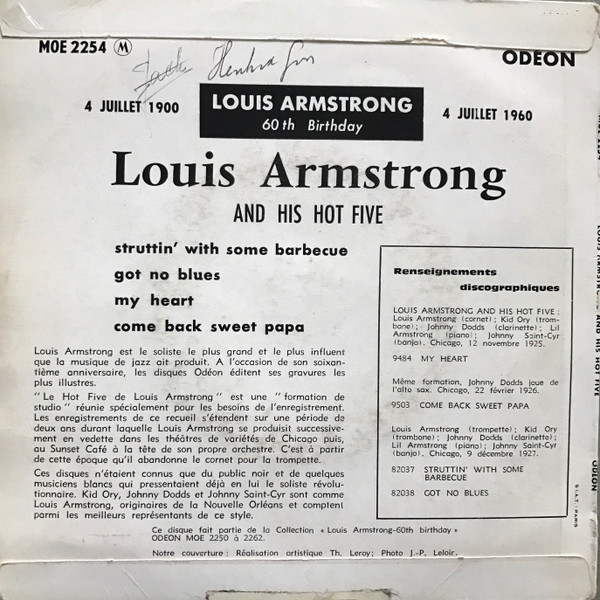 MOE 2254 M
ODEON
4 JUILLET 1900
LOUIS ARMSTRONG
60th Birthday
4 JUILLET 1960
Louis Armstrong
AND HIS HOT FIVE
struttin' with some barbecue
got no blues
my heart
come back sweet papa
Louis Armstrong est le soliste le plus grand et le plus influent
que la musique de jazz ait produit. A l'occasion de son soixan-
tième anniversaire, les disques Odéon éditent ses gravures les
plus illustres.
"Le Hot Five de Louis Armstrong" est une "formation de
studio" réunie spécialement pour les besoins de l'enregistrement.
Les enregistrements de ce recueil s'étendent sur une période de
deux ans durant laquelle Louis Armstrong se produisit successive-
ment en vedette dans les théâtres de variétés de Chicago puis,
au Sunset Café à la tête de son propre orchestre. C'est à partir
de cette époque qu'il abandonne le cornet pour la trompette.
Ces disques n'étaient connus que du public noir et de quelques
musiciens blancs qui pressentaient déjà en lui le soliste révolu-
tionnaire. Kid Ory, Johnny Dodds et Johnny Saint-Cyr sont comme
Louis Armstrong, originaires de la Nouvelle Orléans et comptent
parmi les meilleurs représentants de ce style.
Renseignements
discographiques
LOUIS ARMSTRONG AND HIS HOT FIVE :
Louis Armstrong (cornet) ; Kid Ory (trom-
bone) ; Johnny Dodds (clarinette) ; Lil
Armstrong (piano) ; Johnny Saint-Cyr
(banjo). Chicago, 12 novembre 1925.
9484 MY HEART
Même formation, Johnny Dodds joue de
l'alto sax. Chicago, 22 février 1926.
9503 COME BACK SWEET PAPA
Louis Armstrong (trompette) ; Kid Ory
(trombone) ; Johnny Dodds (clarinette) ;
Lil Armstrong (piano) ; Johnny Saint-Cyr
(banjo). Chicago, 9 décembre 1927.
82037 STRUTTIN' WITH SOME
BARBECUE
82038 GOT NO BLUES
Ce disque fait partie de la Collection « Louis Armstrong-60th birthday »
ODEON MOE 2250 à 2262.
Notre couverture : Réalisation artistique Th. Leroy ; Photo J.-P. Leloir.
AND HIS HOT FIVE
ODEON